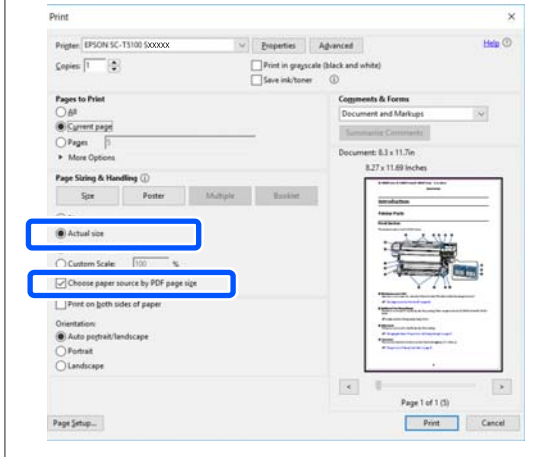 Print
Printer: EPSON SC-T5100 SXXXXX
Properties
Advanced
Help
Copies: 1
Print in grayscale (black and white)
Save ink/toner
Pages to Print
All
Current page
Pages 5
More Options
Page Sizing & Handling
Size
Poster
Multiple
Booklet
Actual size
Custom Scale: 100 %
Choose paper source by PDF page size
Print on both sides of paper
Orientation:
Auto portrait/landscape
Portrait
Landscape
Comments & Forms
Document and Markups
Summarize Comments
Document: 8.3 x 11.7in
8.27 x 11.69 Inches
Introduction
Printer Parts
<
>
Page 1 of 1 (5)
Page Setup...
Print
Cancel